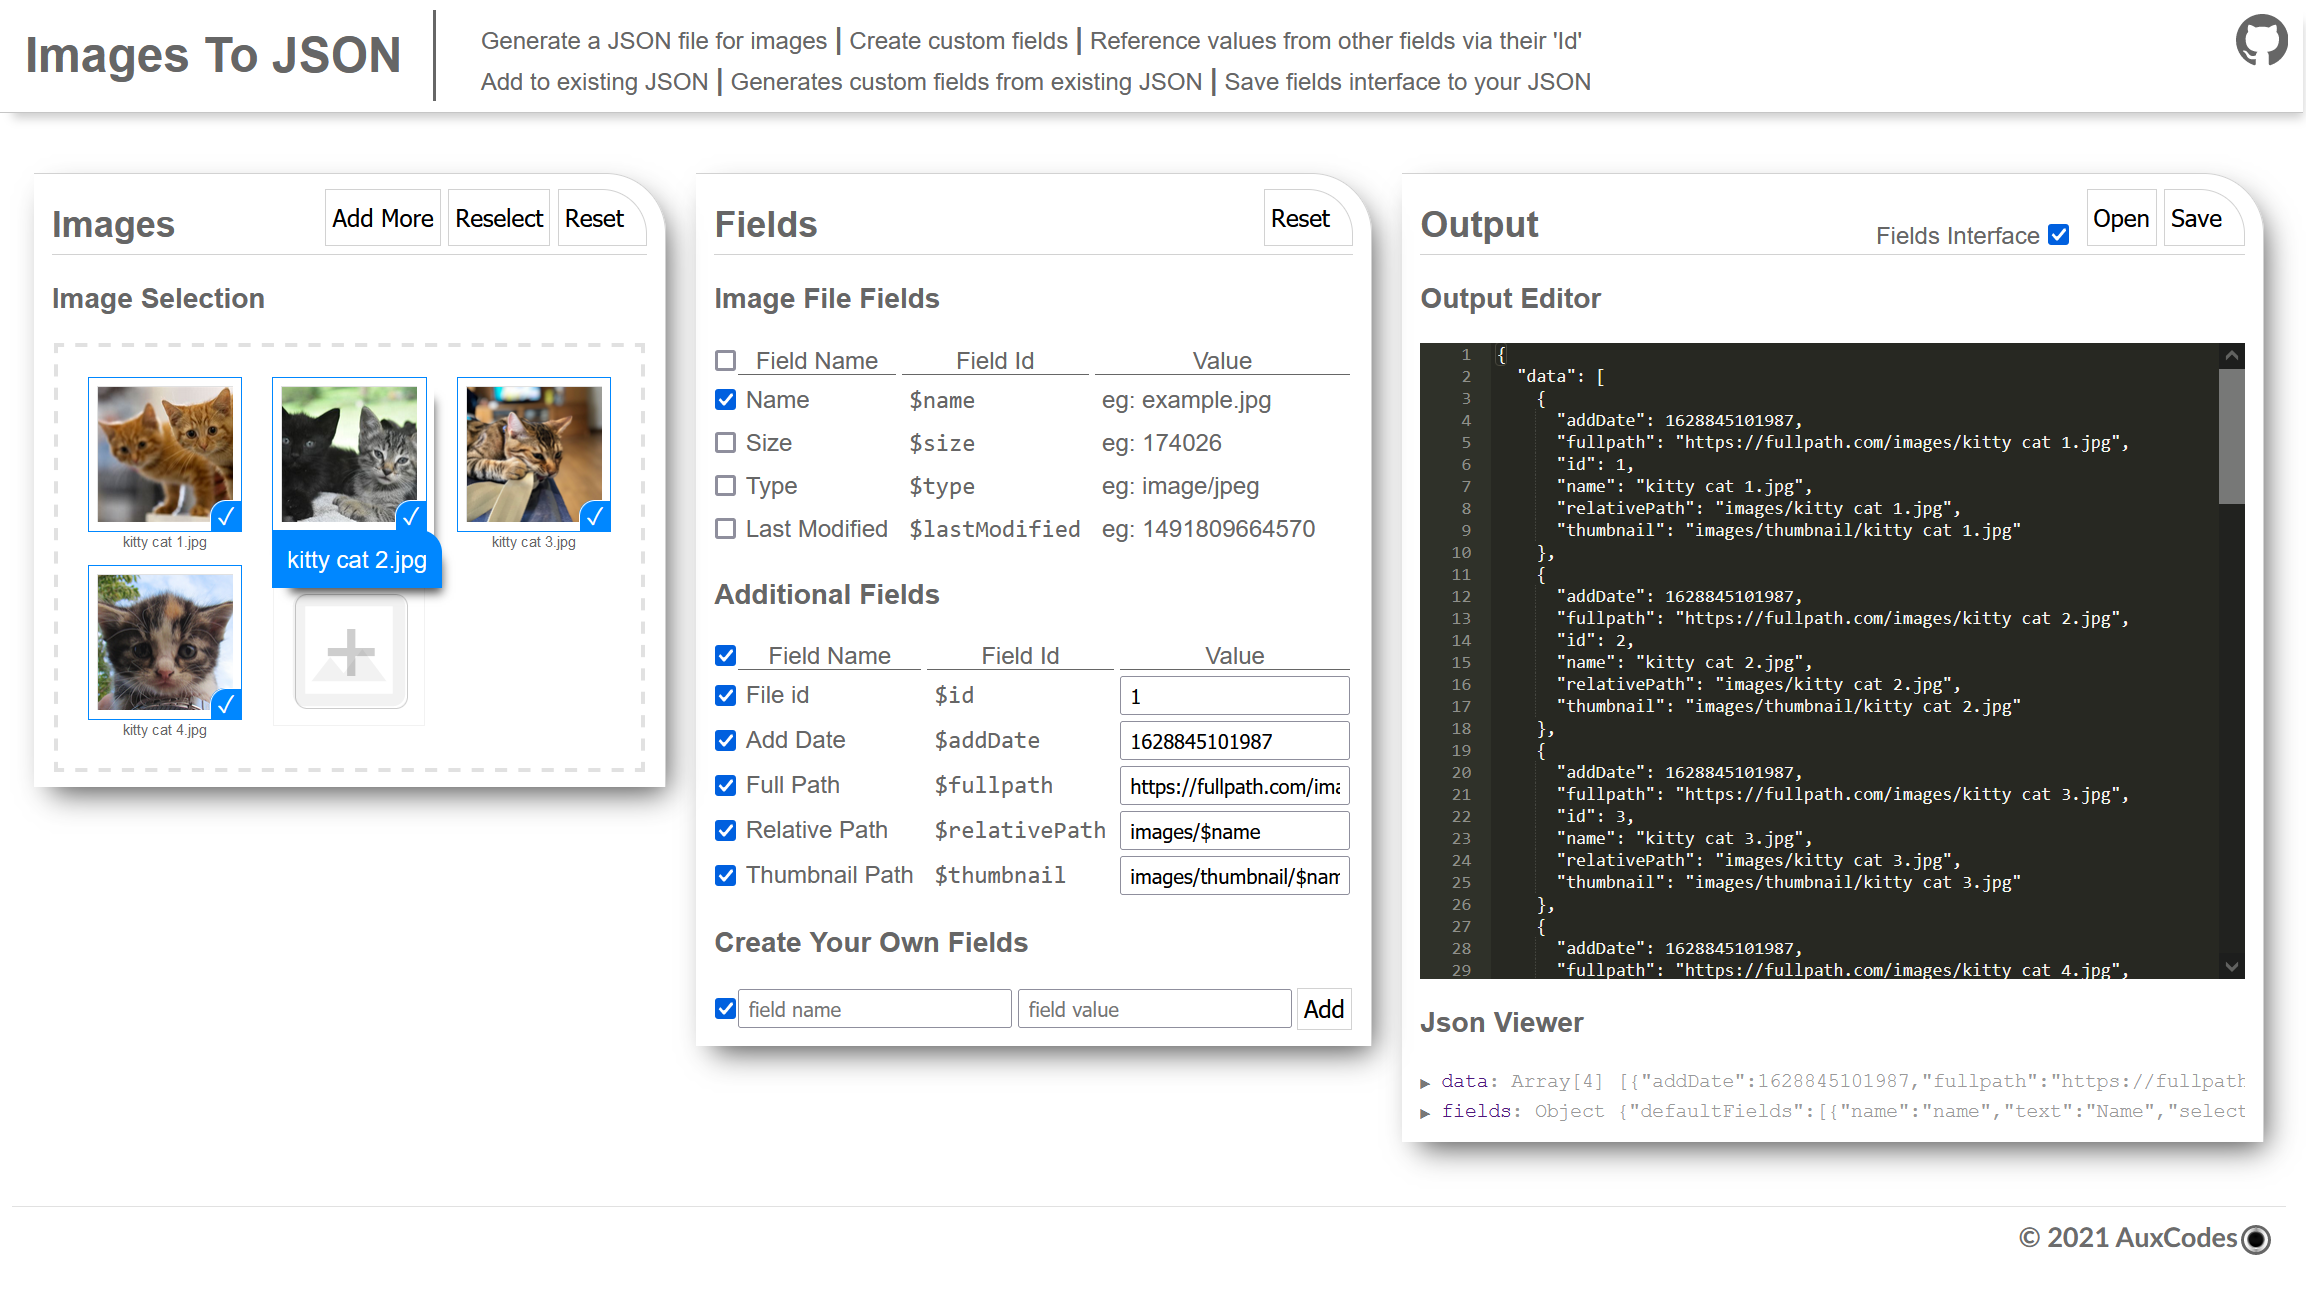 Images To JSON
Generate a JSON file for images | Create custom fields | Reference values from other fields via their 'Id'
Add to existing JSON | Generates custom fields from existing JSON | Save fields interface to your JSON
Images
Add More
Reselect
Reset
Image Selection
kitty cat 1.jpg
kitty cat 2.jpg
kitty cat 3.jpg
kitty cat 4.jpg
Fields
Reset
Image File Fields
Field Name Field Id Value
Name $name eg: example.jpg
Size $size eg: 174026
Type $type eg: image/jpeg
Last Modified $lastModified eg: 1491809664570
Additional Fields
Field Name Field Id Value
File id $id 1
Add Date $addDate 1628845101987
Full Path $fullpath https://fullpath.com/ima
Relative Path $relativePath images/$name
Thumbnail Path $thumbnail images/thumbnail/$nam
Create Your Own Fields
field name field value Add
Output
Fields Interface
Open
Save
Output Editor
1 {
2 "data": [
3 {
4 "addDate": 1628845101987,
5 "fullpath": "https://fullpath.com/images/kitty cat 1.jpg",
6 "id": 1,
7 "name": "kitty cat 1.jpg",
8 "relativePath": "images/kitty cat 1.jpg",
9 "thumbnail": "images/thumbnail/kitty cat 1.jpg"
10 },
11 {
12 "addDate": 1628845101987,
13 "fullpath": "https://fullpath.com/images/kitty cat 2.jpg",
14 "id": 2,
15 "name": "kitty cat 2.jpg",
16 "relativePath": "images/kitty cat 2.jpg",
17 "thumbnail": "images/thumbnail/kitty cat 2.jpg"
18 },
19 {
20 "addDate": 1628845101987,
21 "fullpath": "https://fullpath.com/images/kitty cat 3.jpg",
22 "id": 3,
23 "name": "kitty cat 3.jpg",
24 "relativePath": "images/kitty cat 3.jpg",
25 "thumbnail": "images/thumbnail/kitty cat 3.jpg"
26 },
27 {
28 "addDate": 1628845101987,
29 "fullpath": "https://fullpath.com/images/kitty cat 4.jpg",
Json Viewer
data: Array[4] [{"addDate":1628845101987,"fullpath":"https://fullpath
fields: Object {"defaultFields":[{"name":"name","text":"Name","select
© 2021 AuxCodes